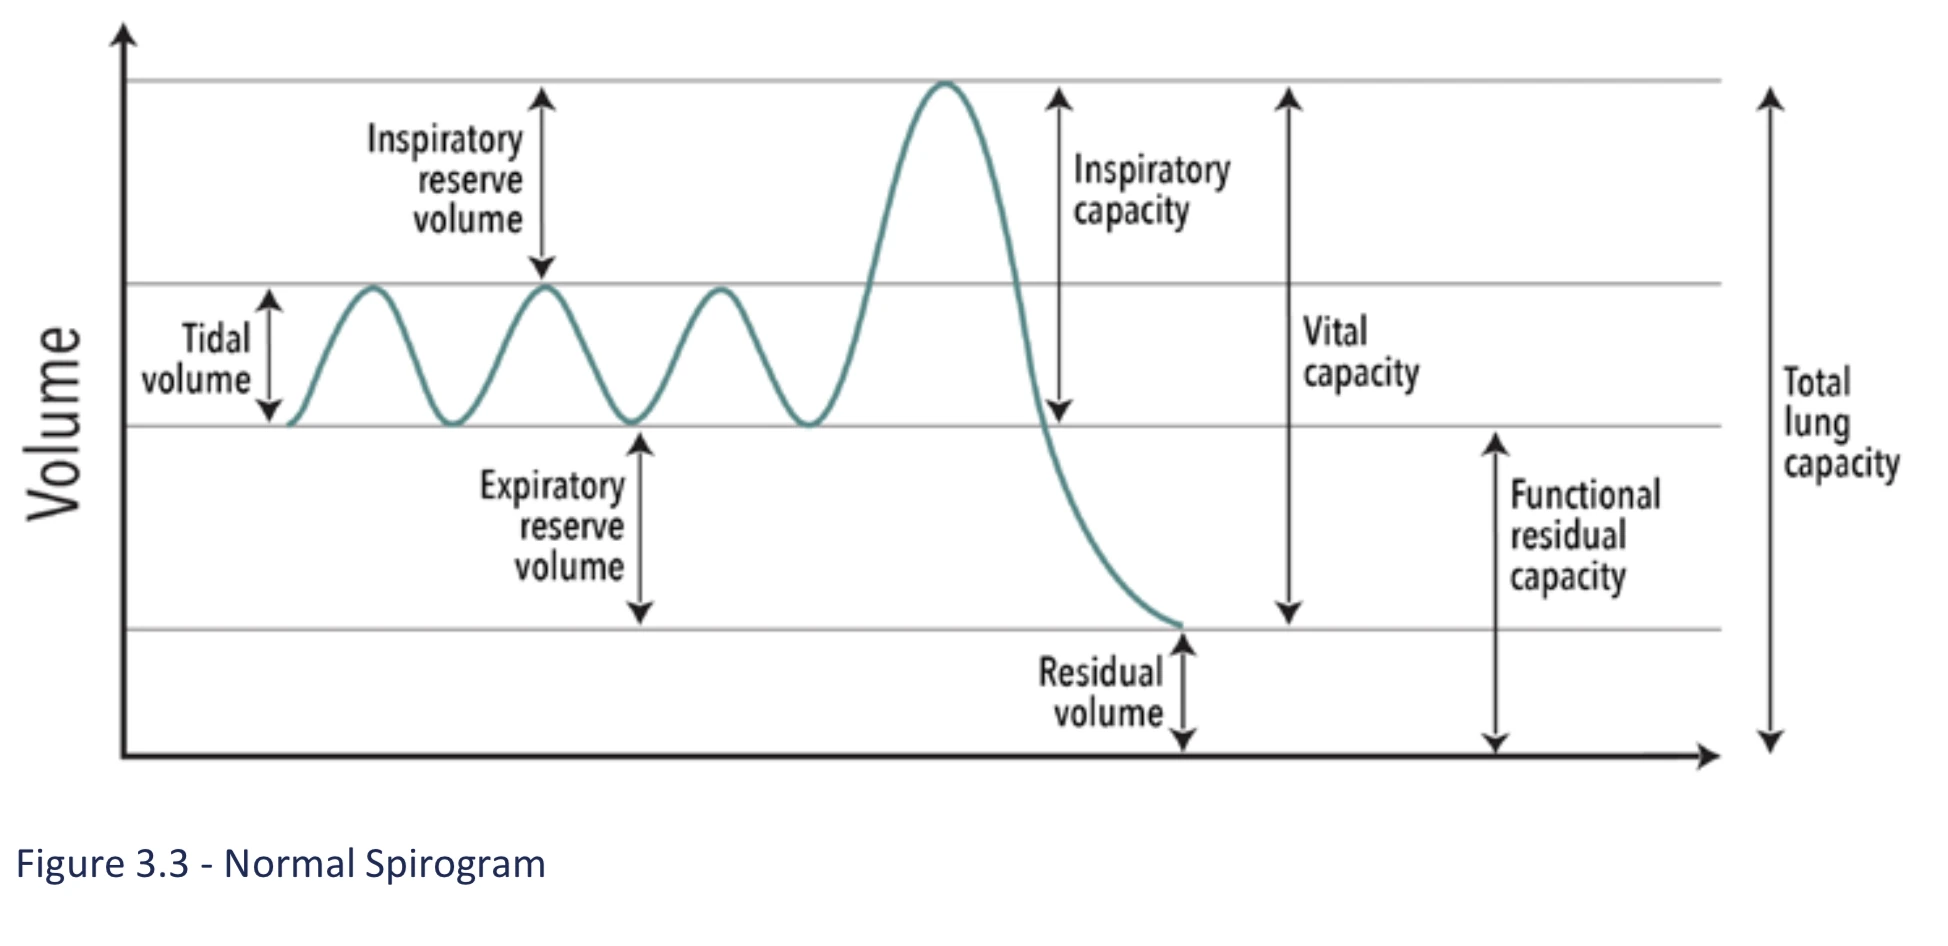 Volume
Inspiratory
reserve
volume
Tidal
volume
Expiratory
reserve
volume
Inspiratory
capacity
Residual
volume
Vital
capacity
Functional
residual
capacity
Total
lung
capacity
Figure 3.3 - Normal Spirogram